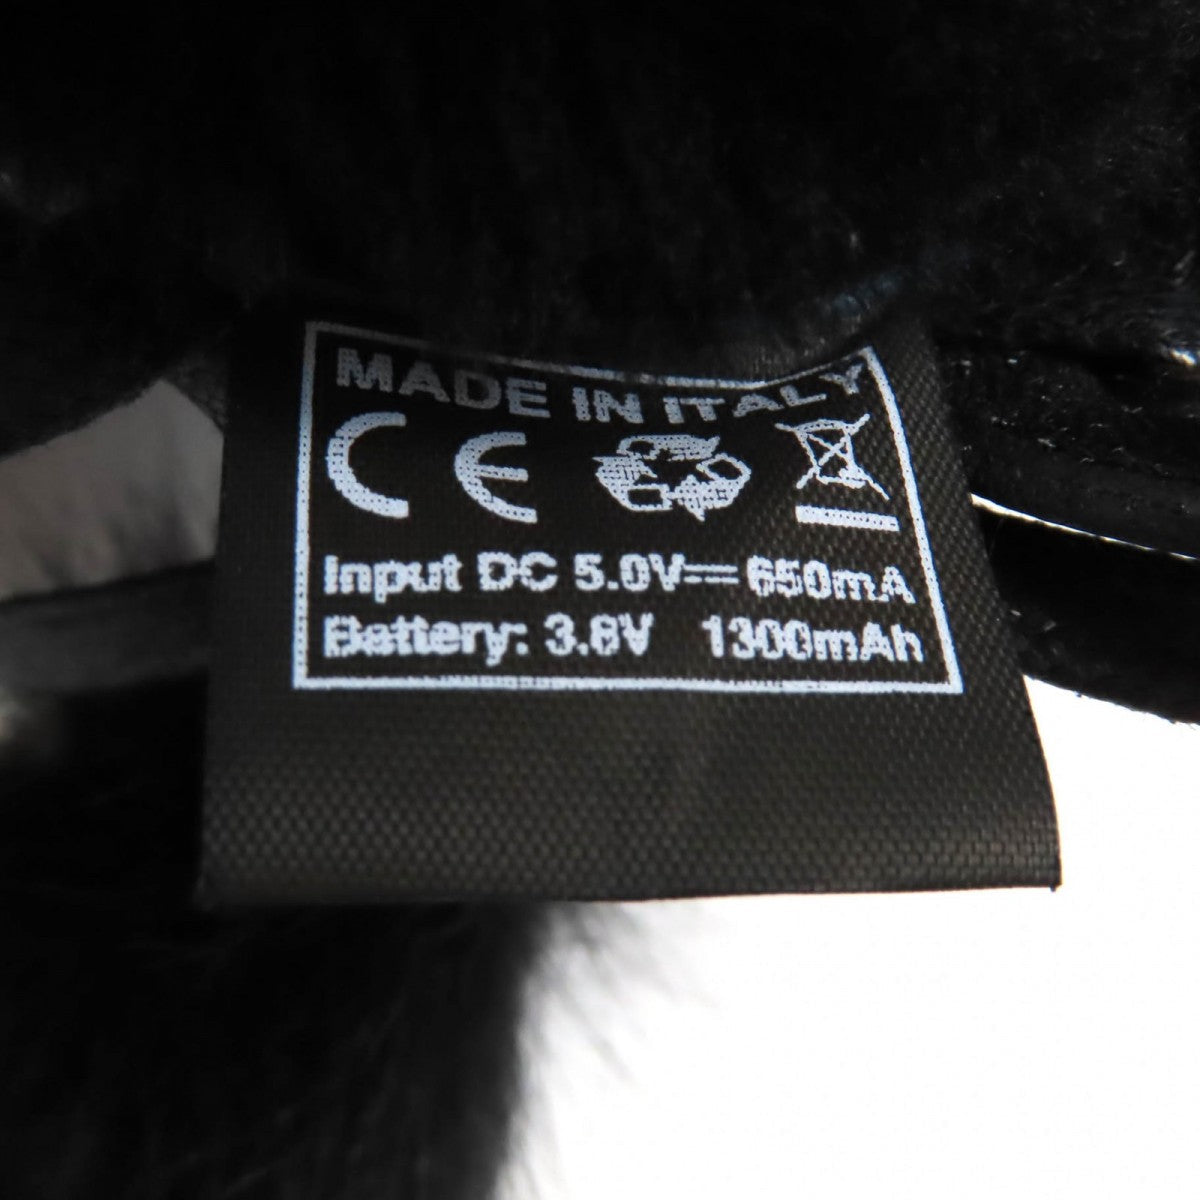 MADE IN ITALY
CE
Input DC 5.0V⎓650mA
Battery: 3.8V 1300mAh